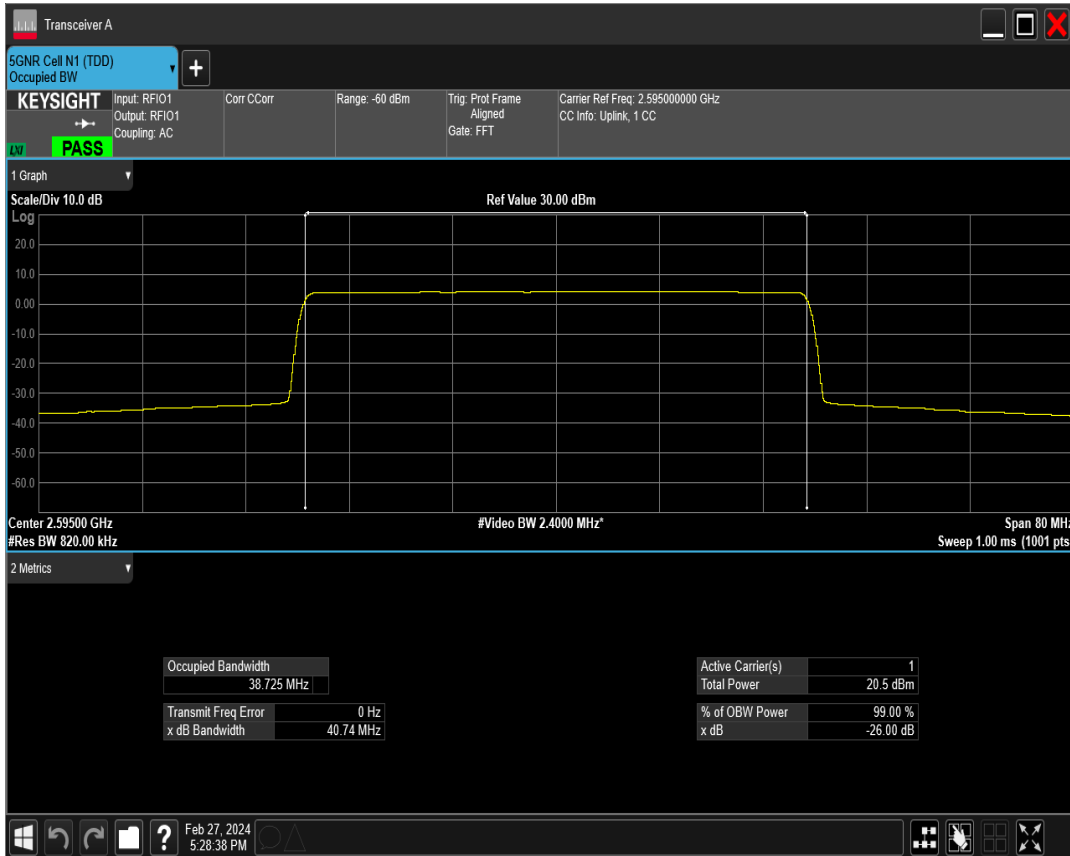 Transceiver A
5GNR Cell N1 (TDD)
Occupied BW
+
KEYSIGHT
LXI
PASS
Input: RFIO1
Output: RFIO1
Coupling: AC
Corr CCorr
Range: -60 dBm
Trig: Prot Frame
Aligned
Gate: FFT
Carrier Ref Freq: 2.595000000 GHz
CC Info: Uplink, 1 CC
1 Graph
Scale/Div 10.0 dB
Ref Value 30.00 dBm
Log
20.0
10.0
0.00
-10.0
-20.0
-30.0
-40.0
-50.0
-60.0
Center 2.59500 GHz
#Video BW 2.4000 MHz*
Span 80 MHz
#Res BW 820.00 kHz
Sweep 1.00 ms (1001 pts
2 Metrics
Occupied Bandwidth
38.725 MHz
Transmit Freq Error 0 Hz
x dB Bandwidth 40.74 MHz
Active Carrier(s) 1
Total Power 20.5 dBm
% of OBW Power 99.00 %
x dB -26.00 dB
?
Feb 27, 2024
5:28:38 PM